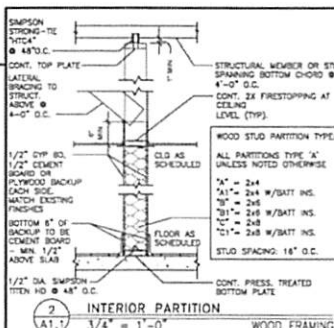 SIMPSON
STRONG-TIE
"HTC4"
@ 48" O.C.
CONT. TOP PLATE
LATERAL
BRACING TO
STRUCT.
ABOVE @
4'-0" O.C.
1/2" GYP BD,
1/2" CEMENT
BOARD OR
PLYWOOD BACKUP
EACH SIDE.
MATCH EXISTING
FINISHES
BOTTOM 6" OF
BACKUP TO BE
CEMENT BOARD
- MIN. 1/2"
ABOVE SLAB
1/2" DIA. SIMPSON
TITEN HD @ 48" O.C.
1" MIN
6" MIN
CLG AS
SCHEDULED
FLOOR AS
SCHEDULED
STRUCTURAL MEMBER OR
SPANNING BOTTOM CHORD @
4'-0" O.C.
CONT. 2X FIRESTOPPING AT
CEILING
LEVEL (TYP).
WOOD STUD PARTITION TYPE
ALL PARTITIONS TYPE 'A'
UNLESS NOTED OTHERWISE
"A" = 2x4
"A1" = 2x4 W/BATT INS.
"B" = 2x6
"B1" = 2x6 W/BATT INS.
"C" = 2x8
"C1" = 2x8 W/BATT INS.
STUD SPACING: 16" O.C.
CONT. PRESS. TREATED
BOTTOM PLATE
2 INTERIOR PARTITION
A1.1 3/4" = 1'-0" WOOD FRAMING